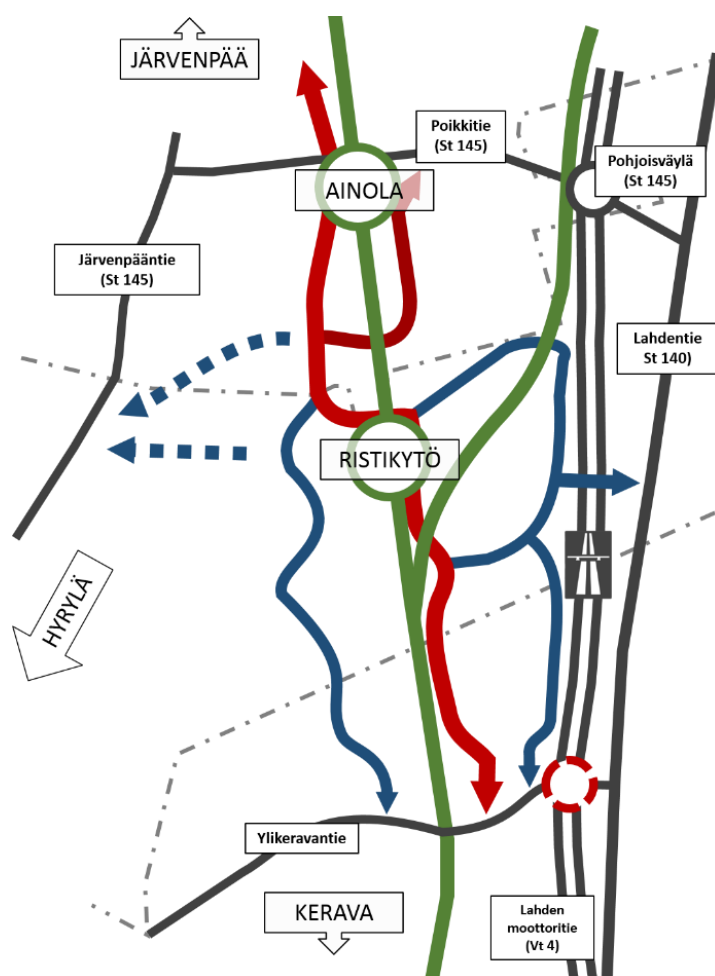 JÄRVENPÄÄ
Poikkitie
(St 145)
Pohjoisväylä
(St 145)
AINOLA
Järvenpääntie
(St 145)
Lahdentie
St 140)
RISTIKYTÖ
HYRYLÄ
Ylikeravantie
KERAVA
Lahden
moottoritie
(Vt 4)